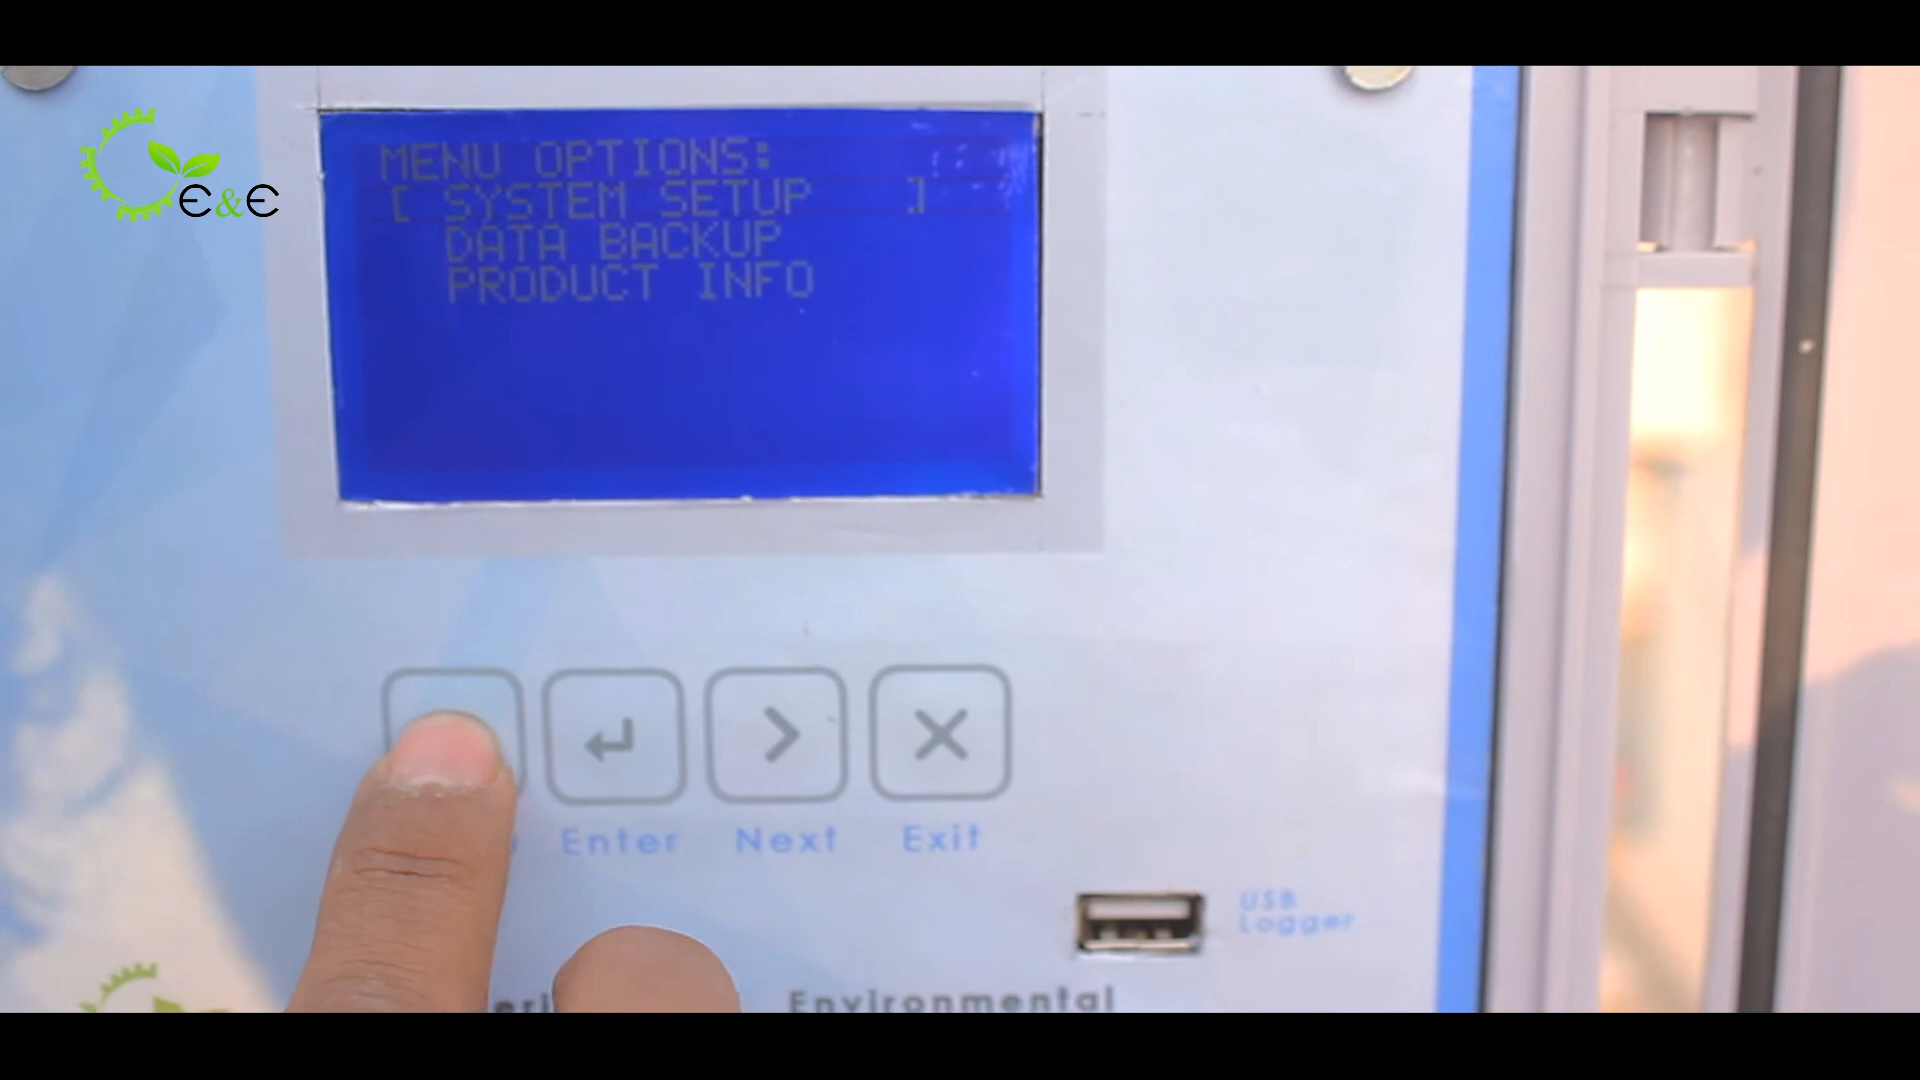 E&E
MENU OPTIONS:
[ SYSTEM SETUP ]
DATA BACKUP
PRODUCT INFO
Enter Next Exit
USB
Logger
Environmental